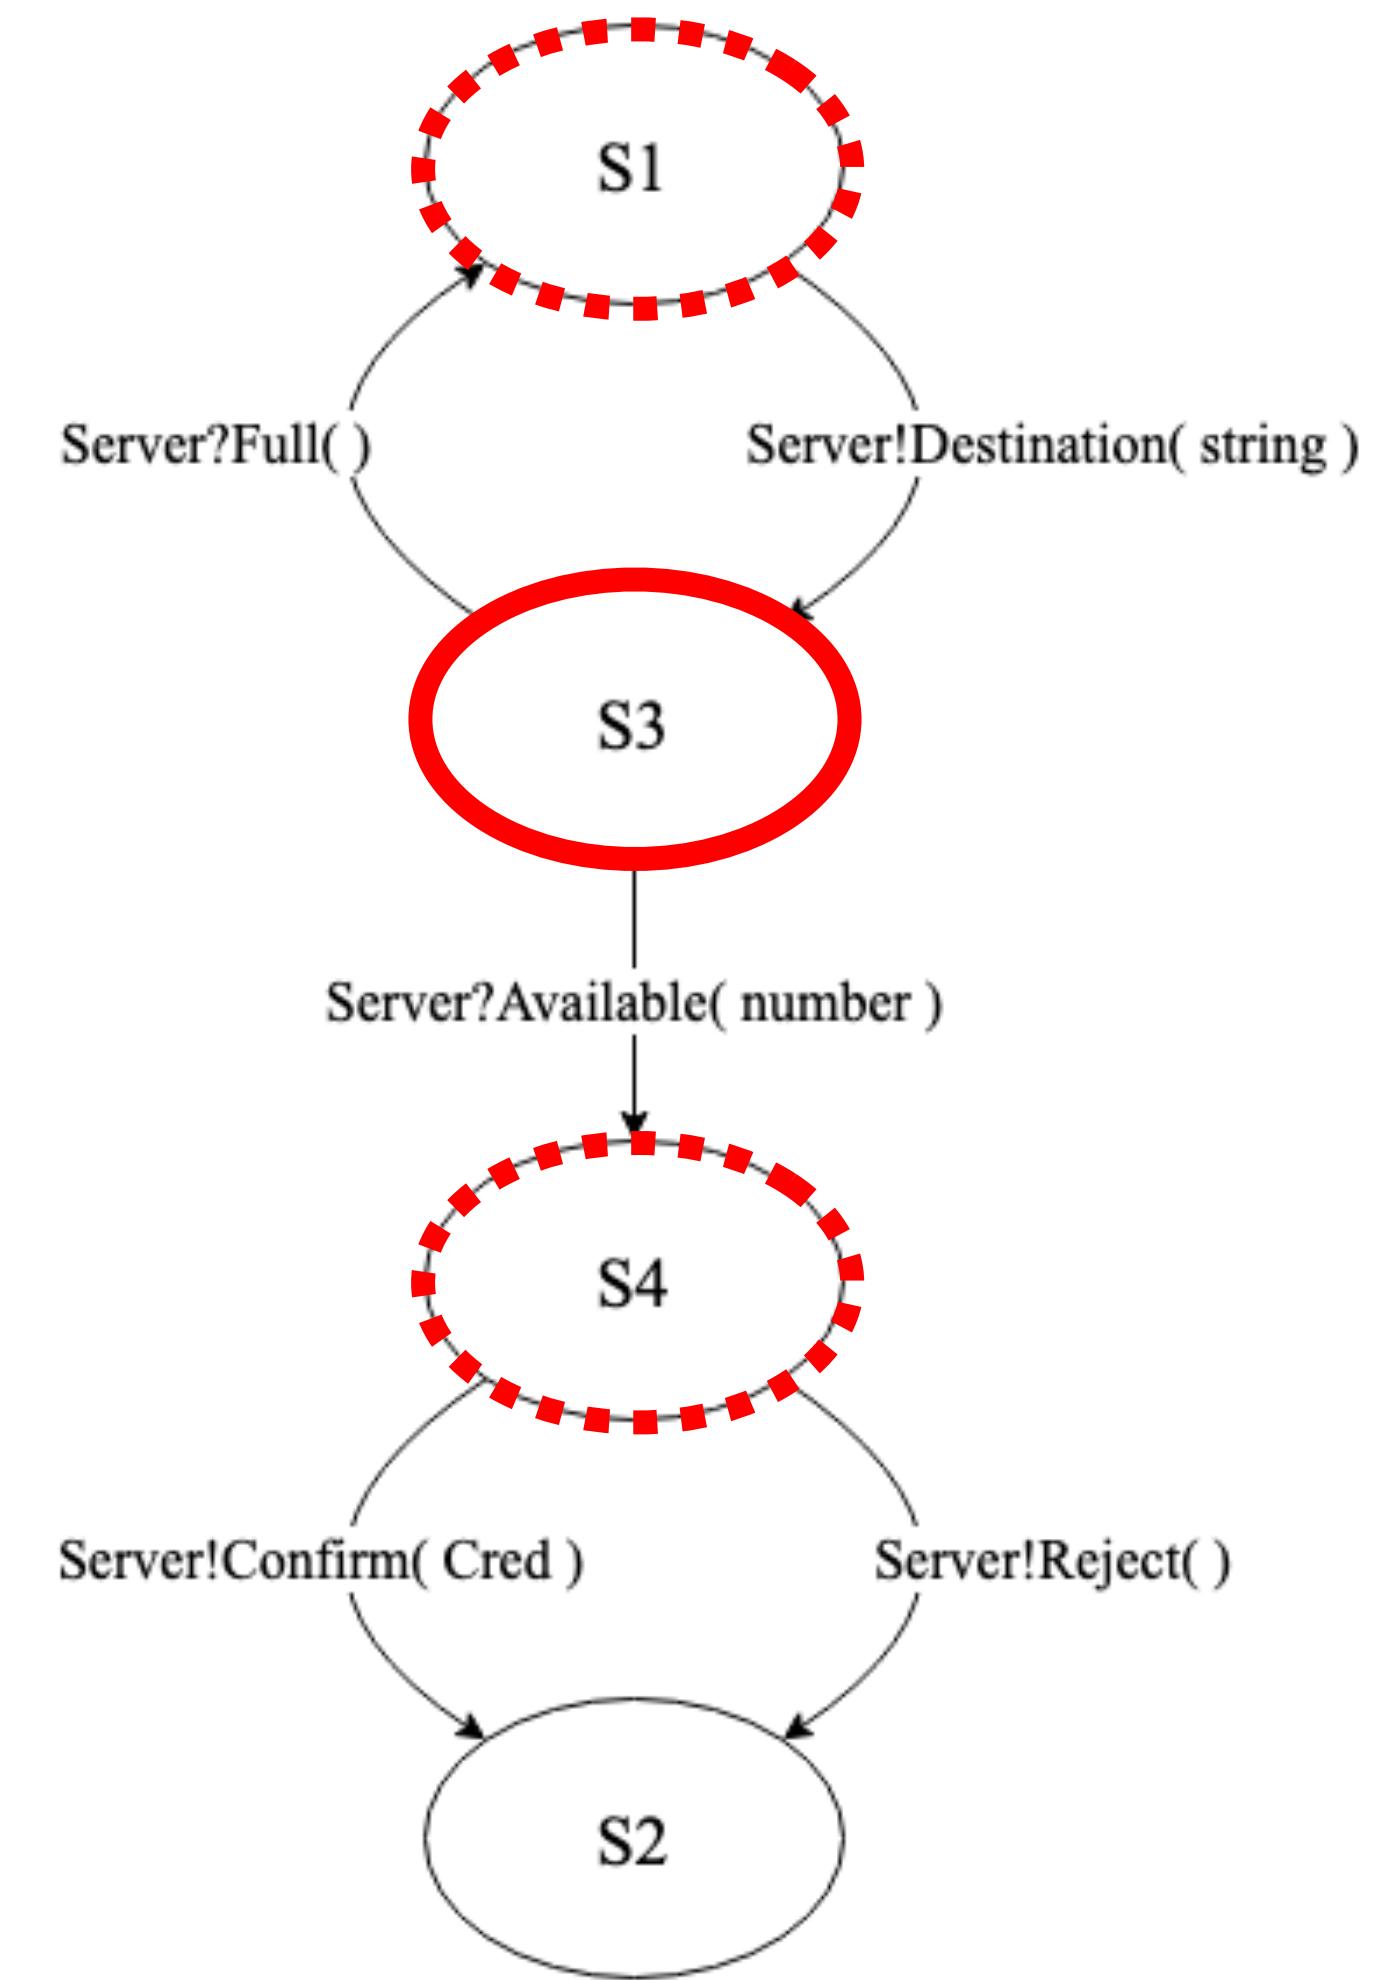 S1
Server?Full( )
Server!Destination( string )
S3
Server?Available( number )
S4
Server!Confirm( Cred )
Server!Reject( )
S2